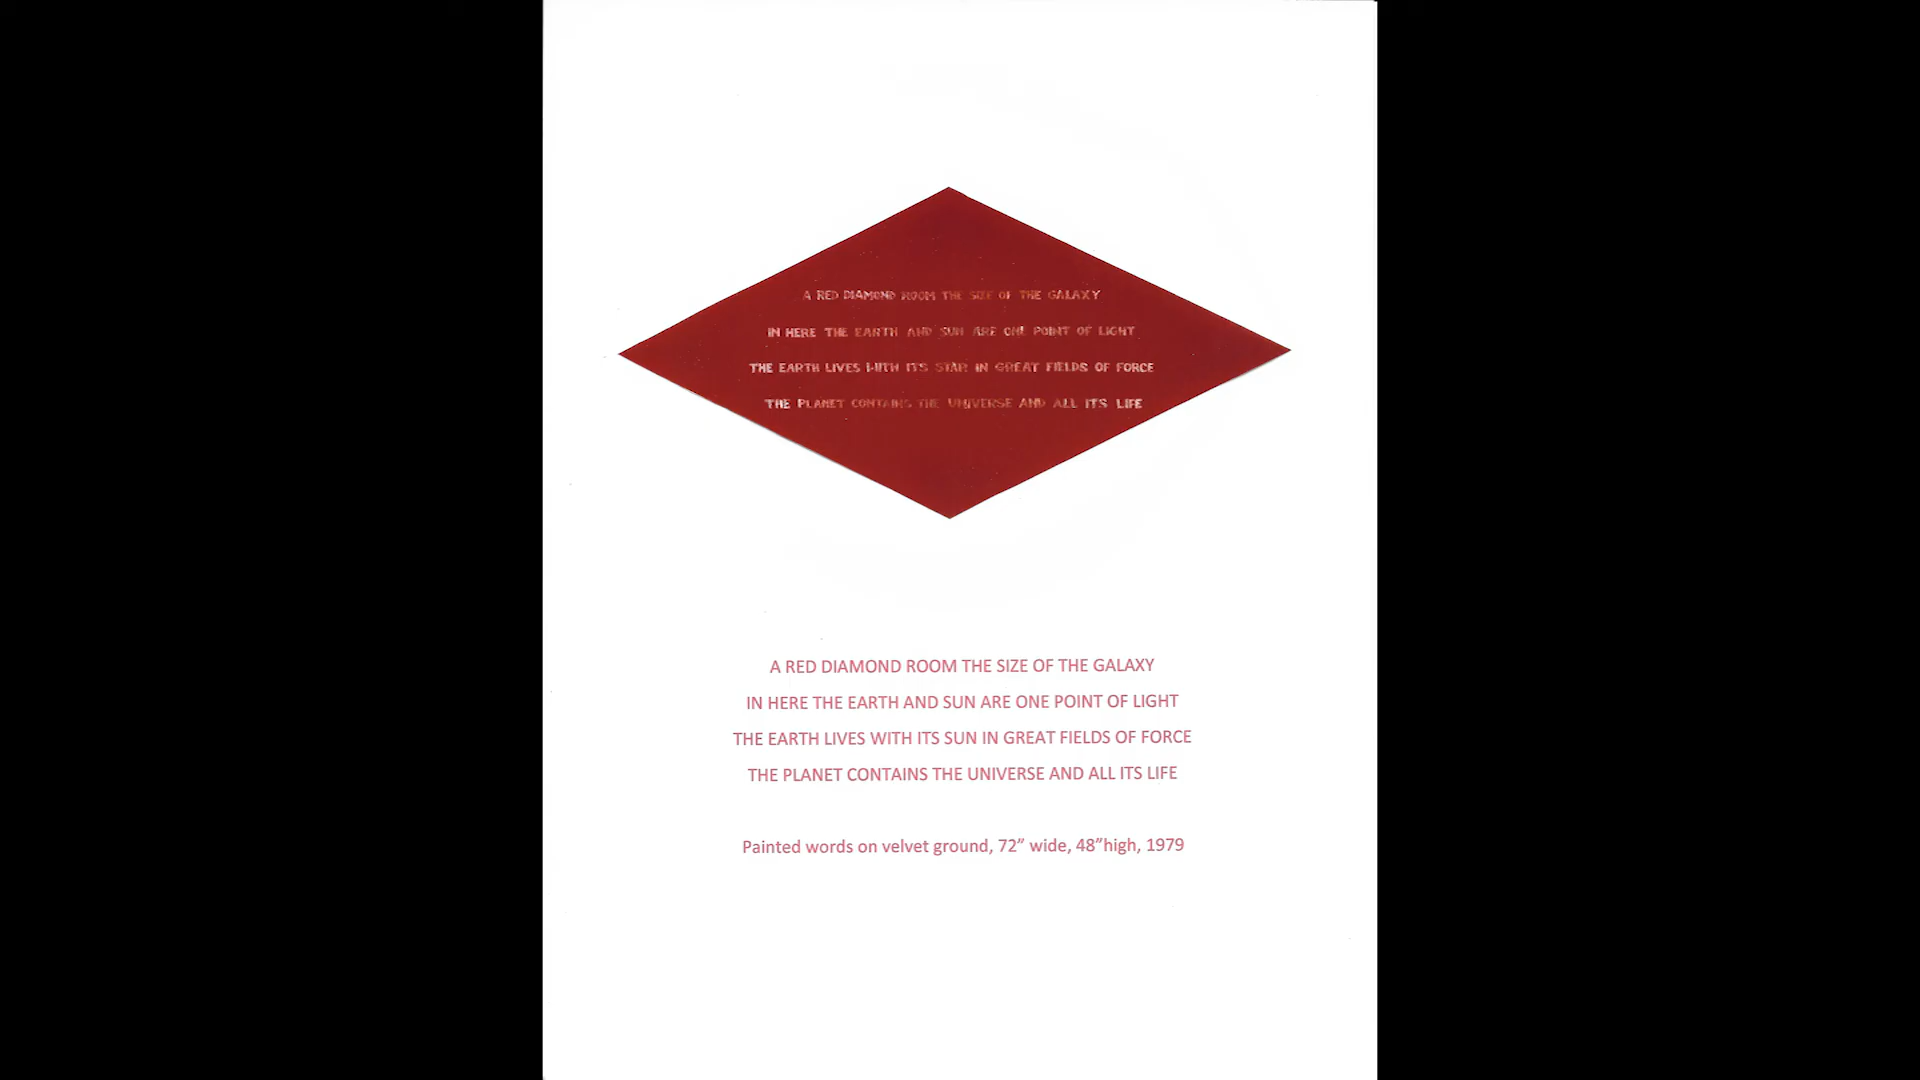 A RED DIAMOND ROOM THE SIZE OF THE GALAXY
IN HERE THE EARTH AND SUN ARE ONE POINT OF LIGHT
THE EARTH LIVES WITH ITS STAR IN GREAT FIELDS OF FORCE
THE PLANET CONTAINS THE UNIVERSE AND ALL ITS LIFE
A RED DIAMOND ROOM THE SIZE OF THE GALAXY
IN HERE THE EARTH AND SUN ARE ONE POINT OF LIGHT
THE EARTH LIVES WITH ITS SUN IN GREAT FIELDS OF FORCE
THE PLANET CONTAINS THE UNIVERSE AND ALL ITS LIFE
Painted words on velvet ground, 72” wide, 48”high, 1979